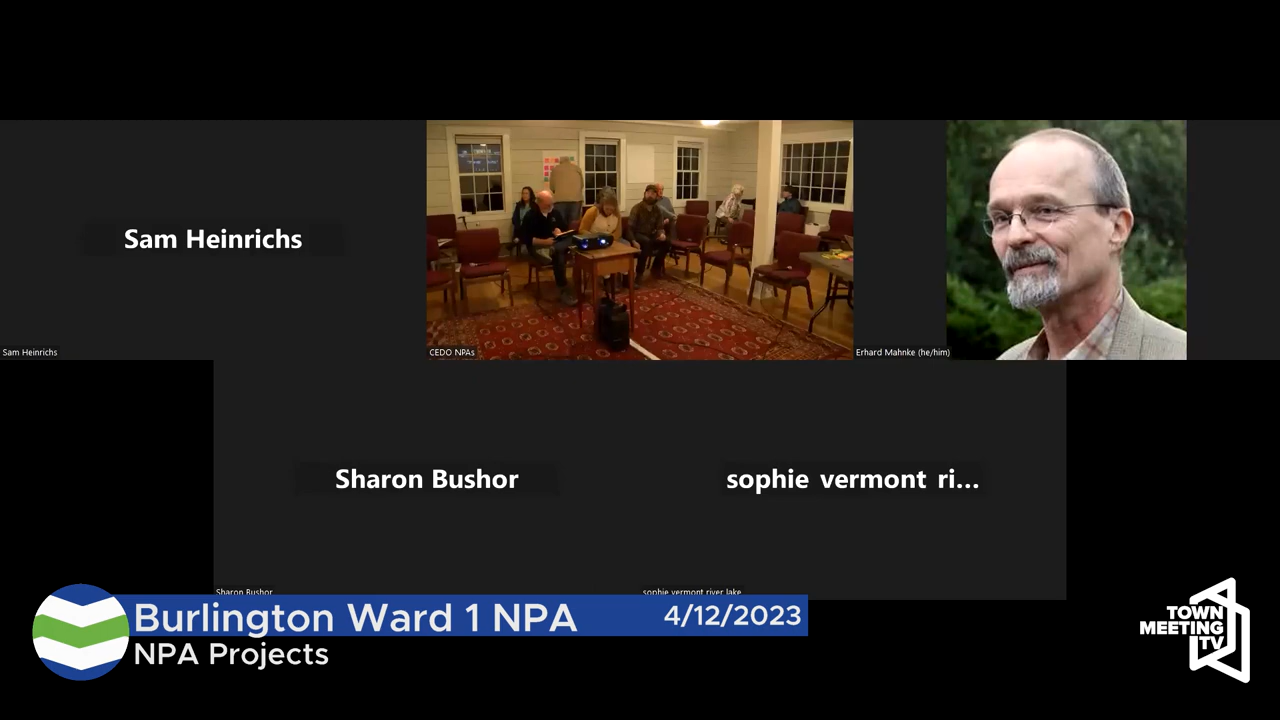 Sam Heinrichs
Sam Heinrichs
CEDO NPAs
Erhard Mahnke (he/him)
Sharon Bushor
sophie vermont ri...
Sharon Bushor
sophie vermont river lake
Burlington Ward 1 NPA
4/12/2023
NPA Projects
TOWN
MEETING
TV